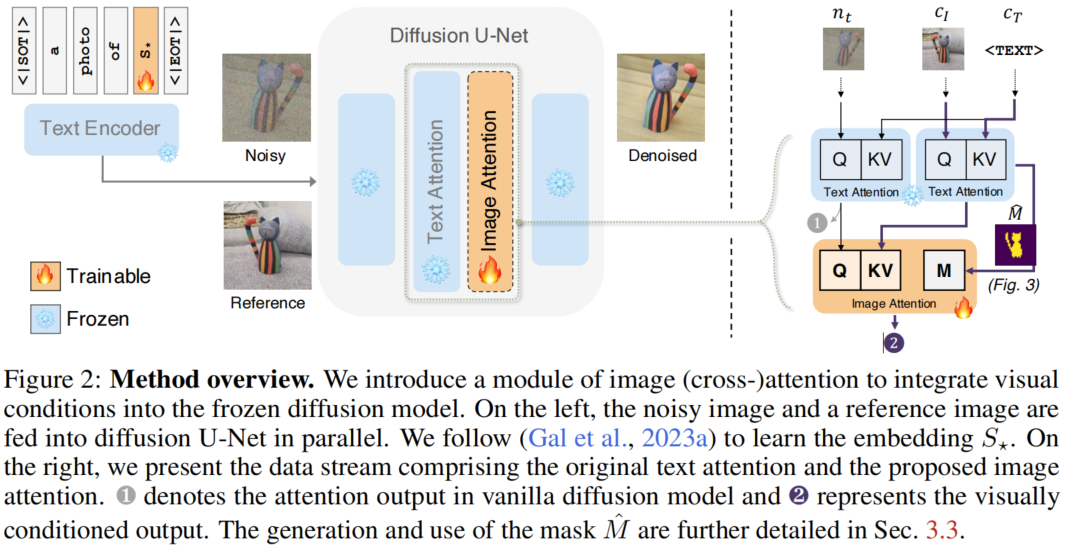 <|SOT|>
a
photo
of
S⋆
<|EOT|>
Text Encoder
Noisy
Reference
Trainable
Frozen
Diffusion U-Net
Text Attention
Image Attention
Denoised
n_t
c_I
c_T
<TEXT>
Q KV
Text Attention
Q KV
Text Attention
1
M̂
(Fig. 3)
Q KV M
Image Attention
2
Figure 2: Method overview. We introduce a module of image (cross-)attention to integrate visual
conditions into the frozen diffusion model. On the left, the noisy image and a reference image are
fed into diffusion U-Net in parallel. We follow (Gal et al., 2023a) to learn the embedding S⋆. On
the right, we present the data stream comprising the original text attention and the proposed image
attention. ❶ denotes the attention output in vanilla diffusion model and ❷ represents the visually
conditioned output. The generation and use of the mask M̂ are further detailed in Sec. 3.3.